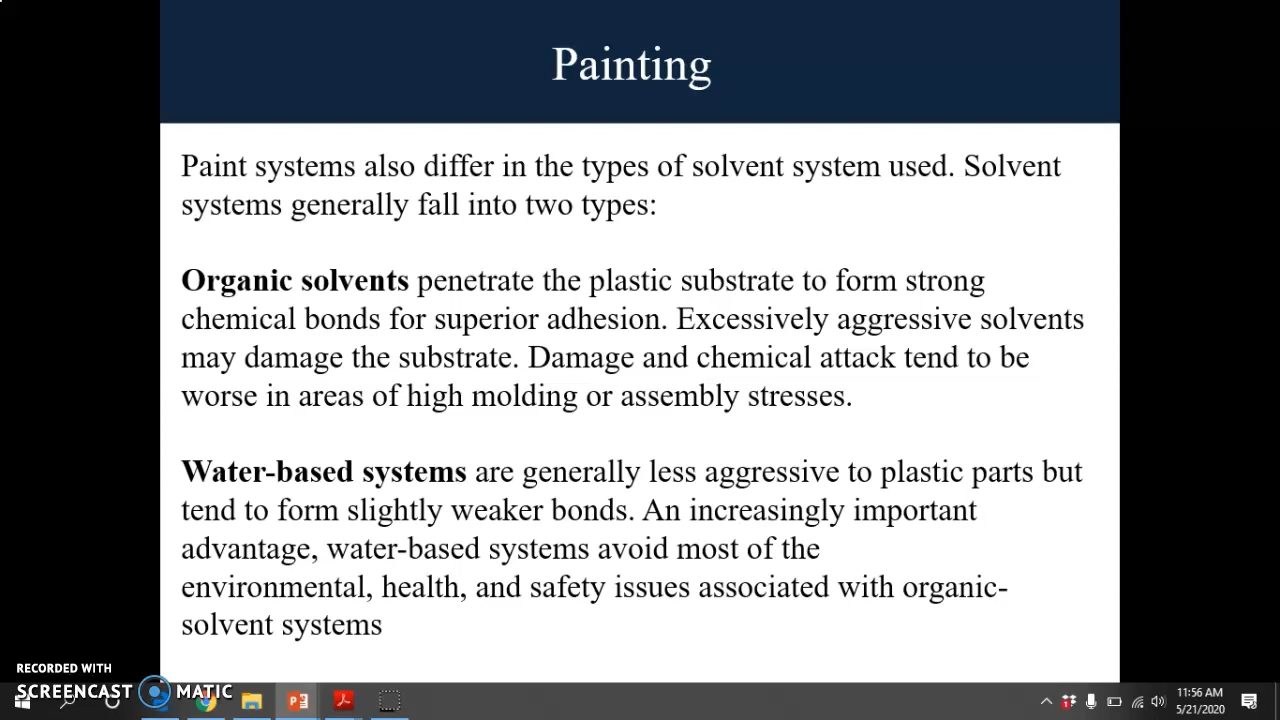 Painting
Paint systems also differ in the types of solvent system used. Solvent
systems generally fall into two types:
Organic solvents penetrate the plastic substrate to form strong
chemical bonds for superior adhesion. Excessively aggressive solvents
may damage the substrate. Damage and chemical attack tend to be
worse in areas of high molding or assembly stresses.
Water-based systems are generally less aggressive to plastic parts but
tend to form slightly weaker bonds. An increasingly important
advantage, water-based systems avoid most of the
environmental, health, and safety issues associated with organic-
solvent systems
RECORDED WITH
SCREENCAST MATIC
11:56 AM
5/21/2020